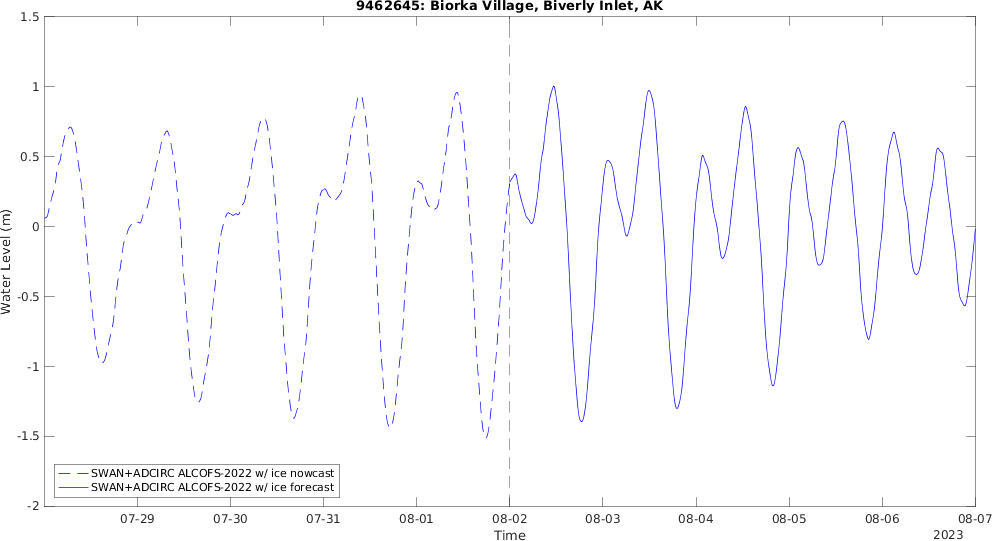 9462645: Biorka Village, Biverly Inlet, AK
1.5
1
0.5
0
-0.5
-1
-1.5
-2
Water Level (m)
SWAN+ADCIRC ALCOFS-2022 w/ ice nowcast
SWAN+ADCIRC ALCOFS-2022 w/ ice forecast
07-29 07-30 07-31 08-01 08-02 08-03 08-04 08-05 08-06 08-07
Time
2023